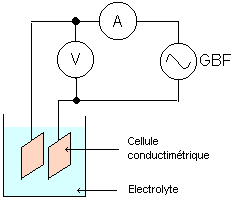 A
V
GBF
Cellule
conductimétrique
Electrolyte